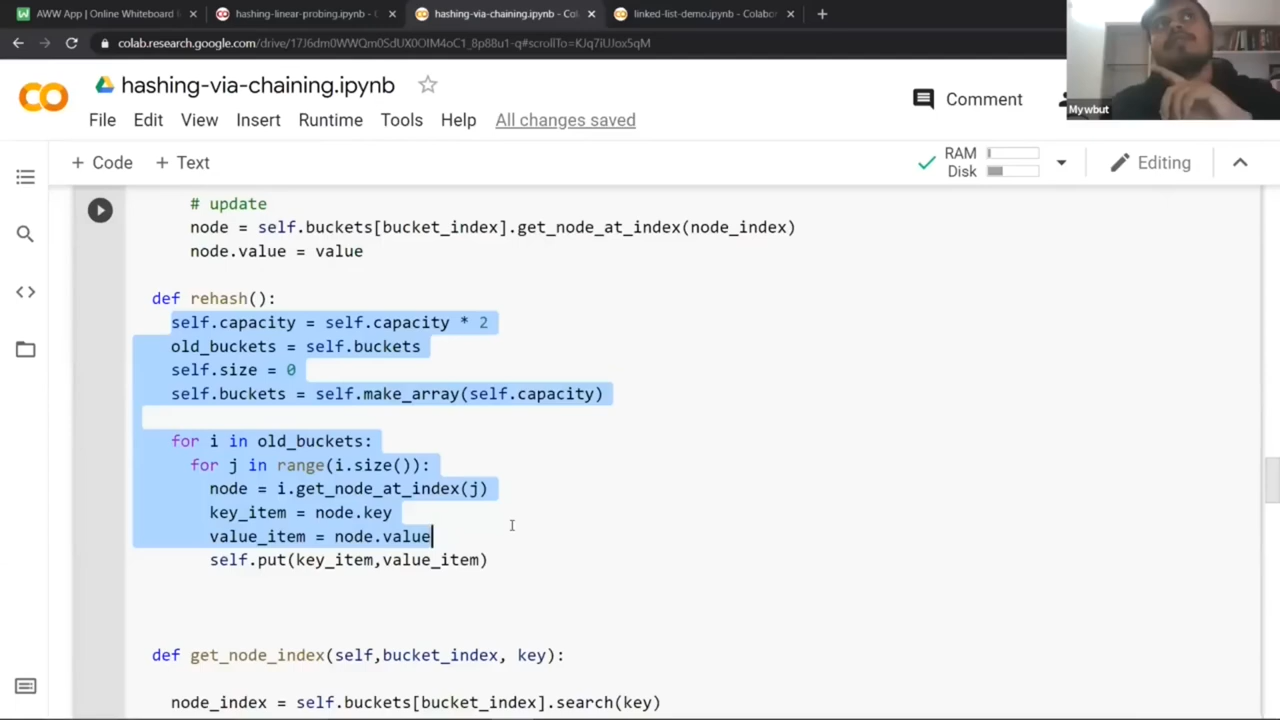 AWW App | Online Whiteboard
hashing-linear-probing.ipynb - C
hashing-via-chaining.ipynb - Col
linked-list-demo.ipynb - Colabor
colab.research.google.com/drive/17J6dm0WWQm0SdUX0OIM4oC1_8p88u1-q#scrollTo=KJq7iUJox5qM
hashing-via-chaining.ipynb
Comment
Mywbut
File Edit View Insert Runtime Tools Help All changes saved
+ Code + Text
RAM
Disk
Editing
# update
node = self.buckets[bucket_index].get_node_at_index(node_index)
node.value = value
def rehash():
self.capacity = self.capacity * 2
old_buckets = self.buckets
self.size = 0
self.buckets = self.make_array(self.capacity)
for i in old_buckets:
for j in range(i.size()):
node = i.get_node_at_index(j)
key_item = node.key
value_item = node.value
self.put(key_item,value_item)
def get_node_index(self,bucket_index, key):
node_index = self.buckets[bucket_index].search(key)